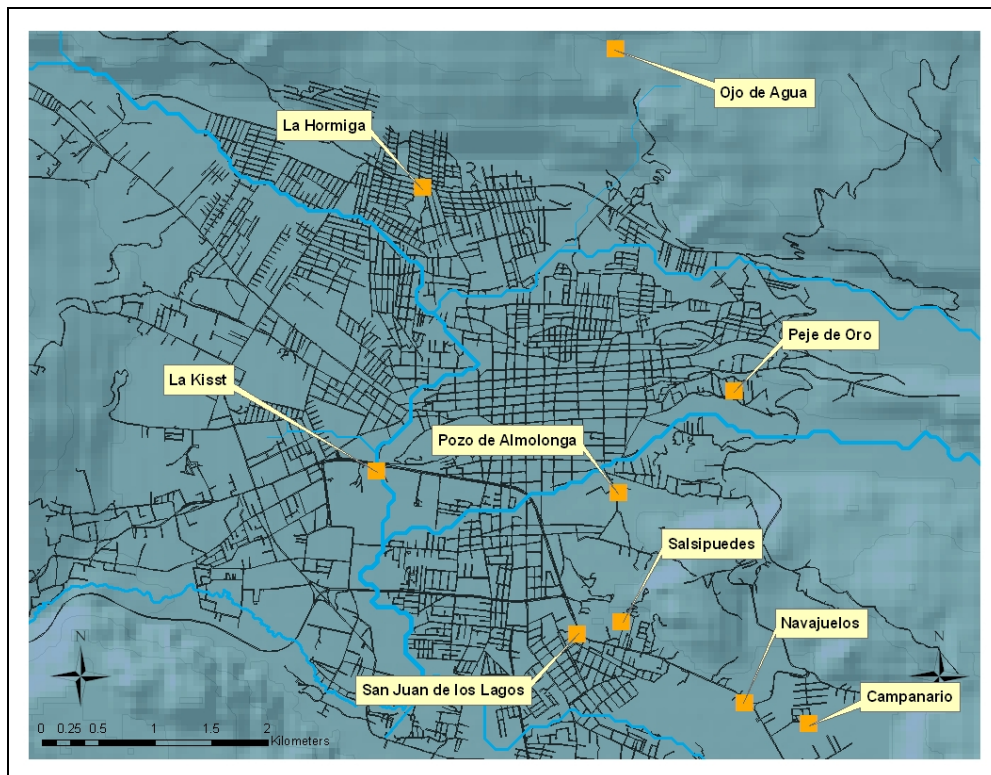 Ojo de Agua
La Hormiga
Peje de Oro
La Kisst
Pozo de Almolonga
Salsipuedes
Navajuelos
N
N
San Juan de los Lagos
Campanario
0 0.25 0.5 1 1.5 2
Kilometers